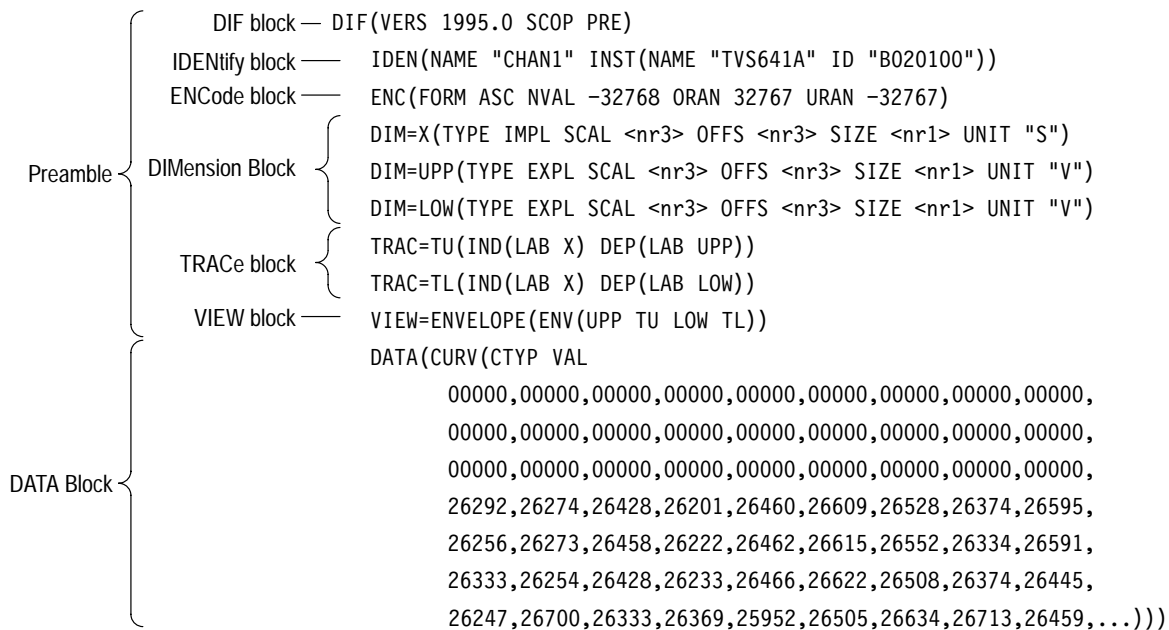 DIF block DIF(VERS 1995.0 SCOP PRE)
IDENtify block IDEN(NAME "CHAN1" INST(NAME "TVS641A" ID "B020100"))
ENCode block ENC(FORM ASC NVAL -32768 ORAN 32767 URAN -32767)
DIM=X(TYPE IMPL SCAL <nr3> OFFS <nr3> SIZE <nr1> UNIT "S")
Preamble DIMension Block DIM=UPP(TYPE EXPL SCAL <nr3> OFFS <nr3> SIZE <nr1> UNIT "V")
DIM=LOW(TYPE EXPL SCAL <nr3> OFFS <nr3> SIZE <nr1> UNIT "V")
TRACe block TRAC=TU(IND(LAB X) DEP(LAB UPP))
TRAC=TL(IND(LAB X) DEP(LAB LOW))
VIEW block VIEW=ENVELOPE(ENV(UPP TU LOW TL))
DATA(CURV(CTYP VAL
00000,00000,00000,00000,00000,00000,00000,00000,00000,
00000,00000,00000,00000,00000,00000,00000,00000,00000,
00000,00000,00000,00000,00000,00000,00000,00000,00000,
DATA Block 26292,26274,26428,26201,26460,26609,26528,26374,26595,
26256,26273,26458,26222,26462,26615,26552,26334,26591,
26333,26254,26428,26233,26466,26622,26508,26374,26445,
26247,26700,26333,26369,25952,26505,26634,26713,26459,...)))